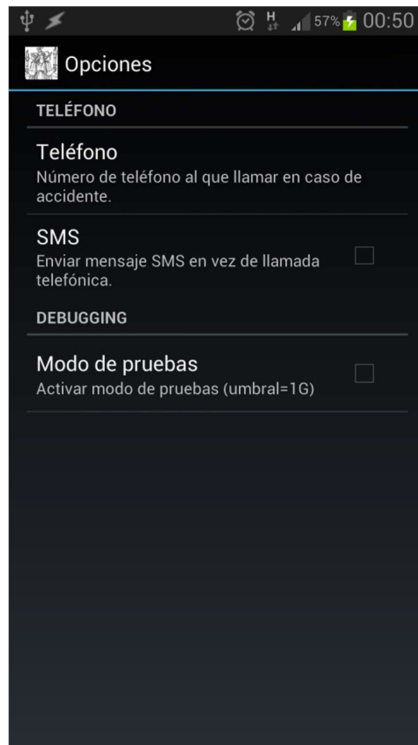 H 57% 00:50
Opciones
TELÉFONO
Teléfono
Número de teléfono al que llamar en caso de
accidente.
SMS
Enviar mensaje SMS en vez de llamada
telefónica.
DEBUGGING
Modo de pruebas
Activar modo de pruebas (umbral=1G)